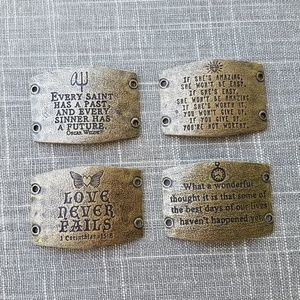 EVERY SAINT
HAS A PAST,
AND EVERY
SINNER HAS
A FUTURE.
OSCAR WILDE
IF SHE'S AMAZING,
SHE WON'T BE EASY.
IF SHE'S EASY,
SHE WON'T BE AMAZING.
IF SHE'S WORTH IT,
YOU WON'T GIVE UP.
IF YOU GIVE UP,
YOU'RE NOT WORTHY.
LOVE
NEVER
FAILS
1 Corinthians 13:8
What a wonderful
thought it is that some of
the best days of our lives
haven't happened yet.